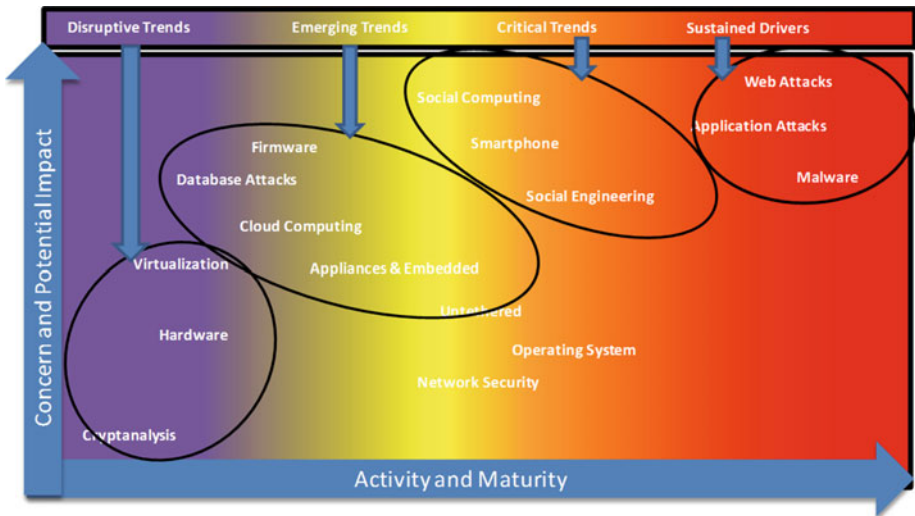 Disruptive Trends
Emerging Trends
Critical Trends
Sustained Drivers
Concern and Potential Impact
Web Attacks
Social Computing
Application Attacks
Smartphone
Firmware
Malware
Database Attacks
Social Engineering
Cloud Computing
Virtualization
Appliances & Embedded
Untethered
Hardware
Operating System
Network Security
Cryptanalysis
Activity and Maturity